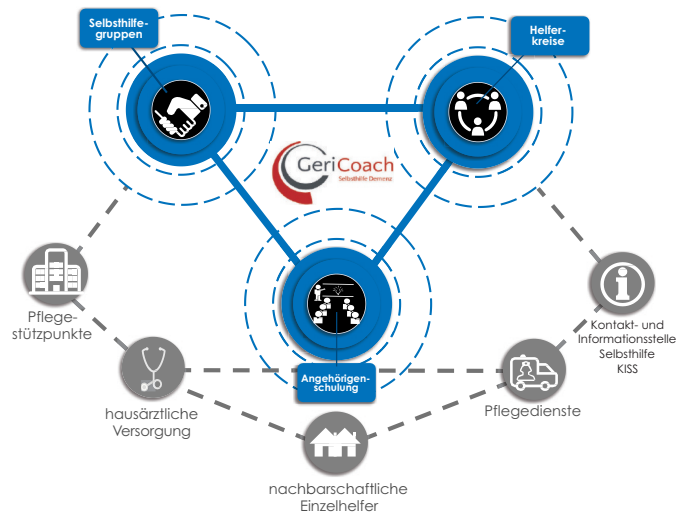 Selbsthilfe-
gruppen
Helfer-
kreise
GeriCoach
Selbsthilfe Demenz
Pflege-
stützpunkte
Kontakt- und
Informationsstelle
Selbsthilfe
KISS
Angehörigen-
schulung
hausärztliche
Versorgung
Pflegedienste
nachbarschaftliche
Einzelhelfer